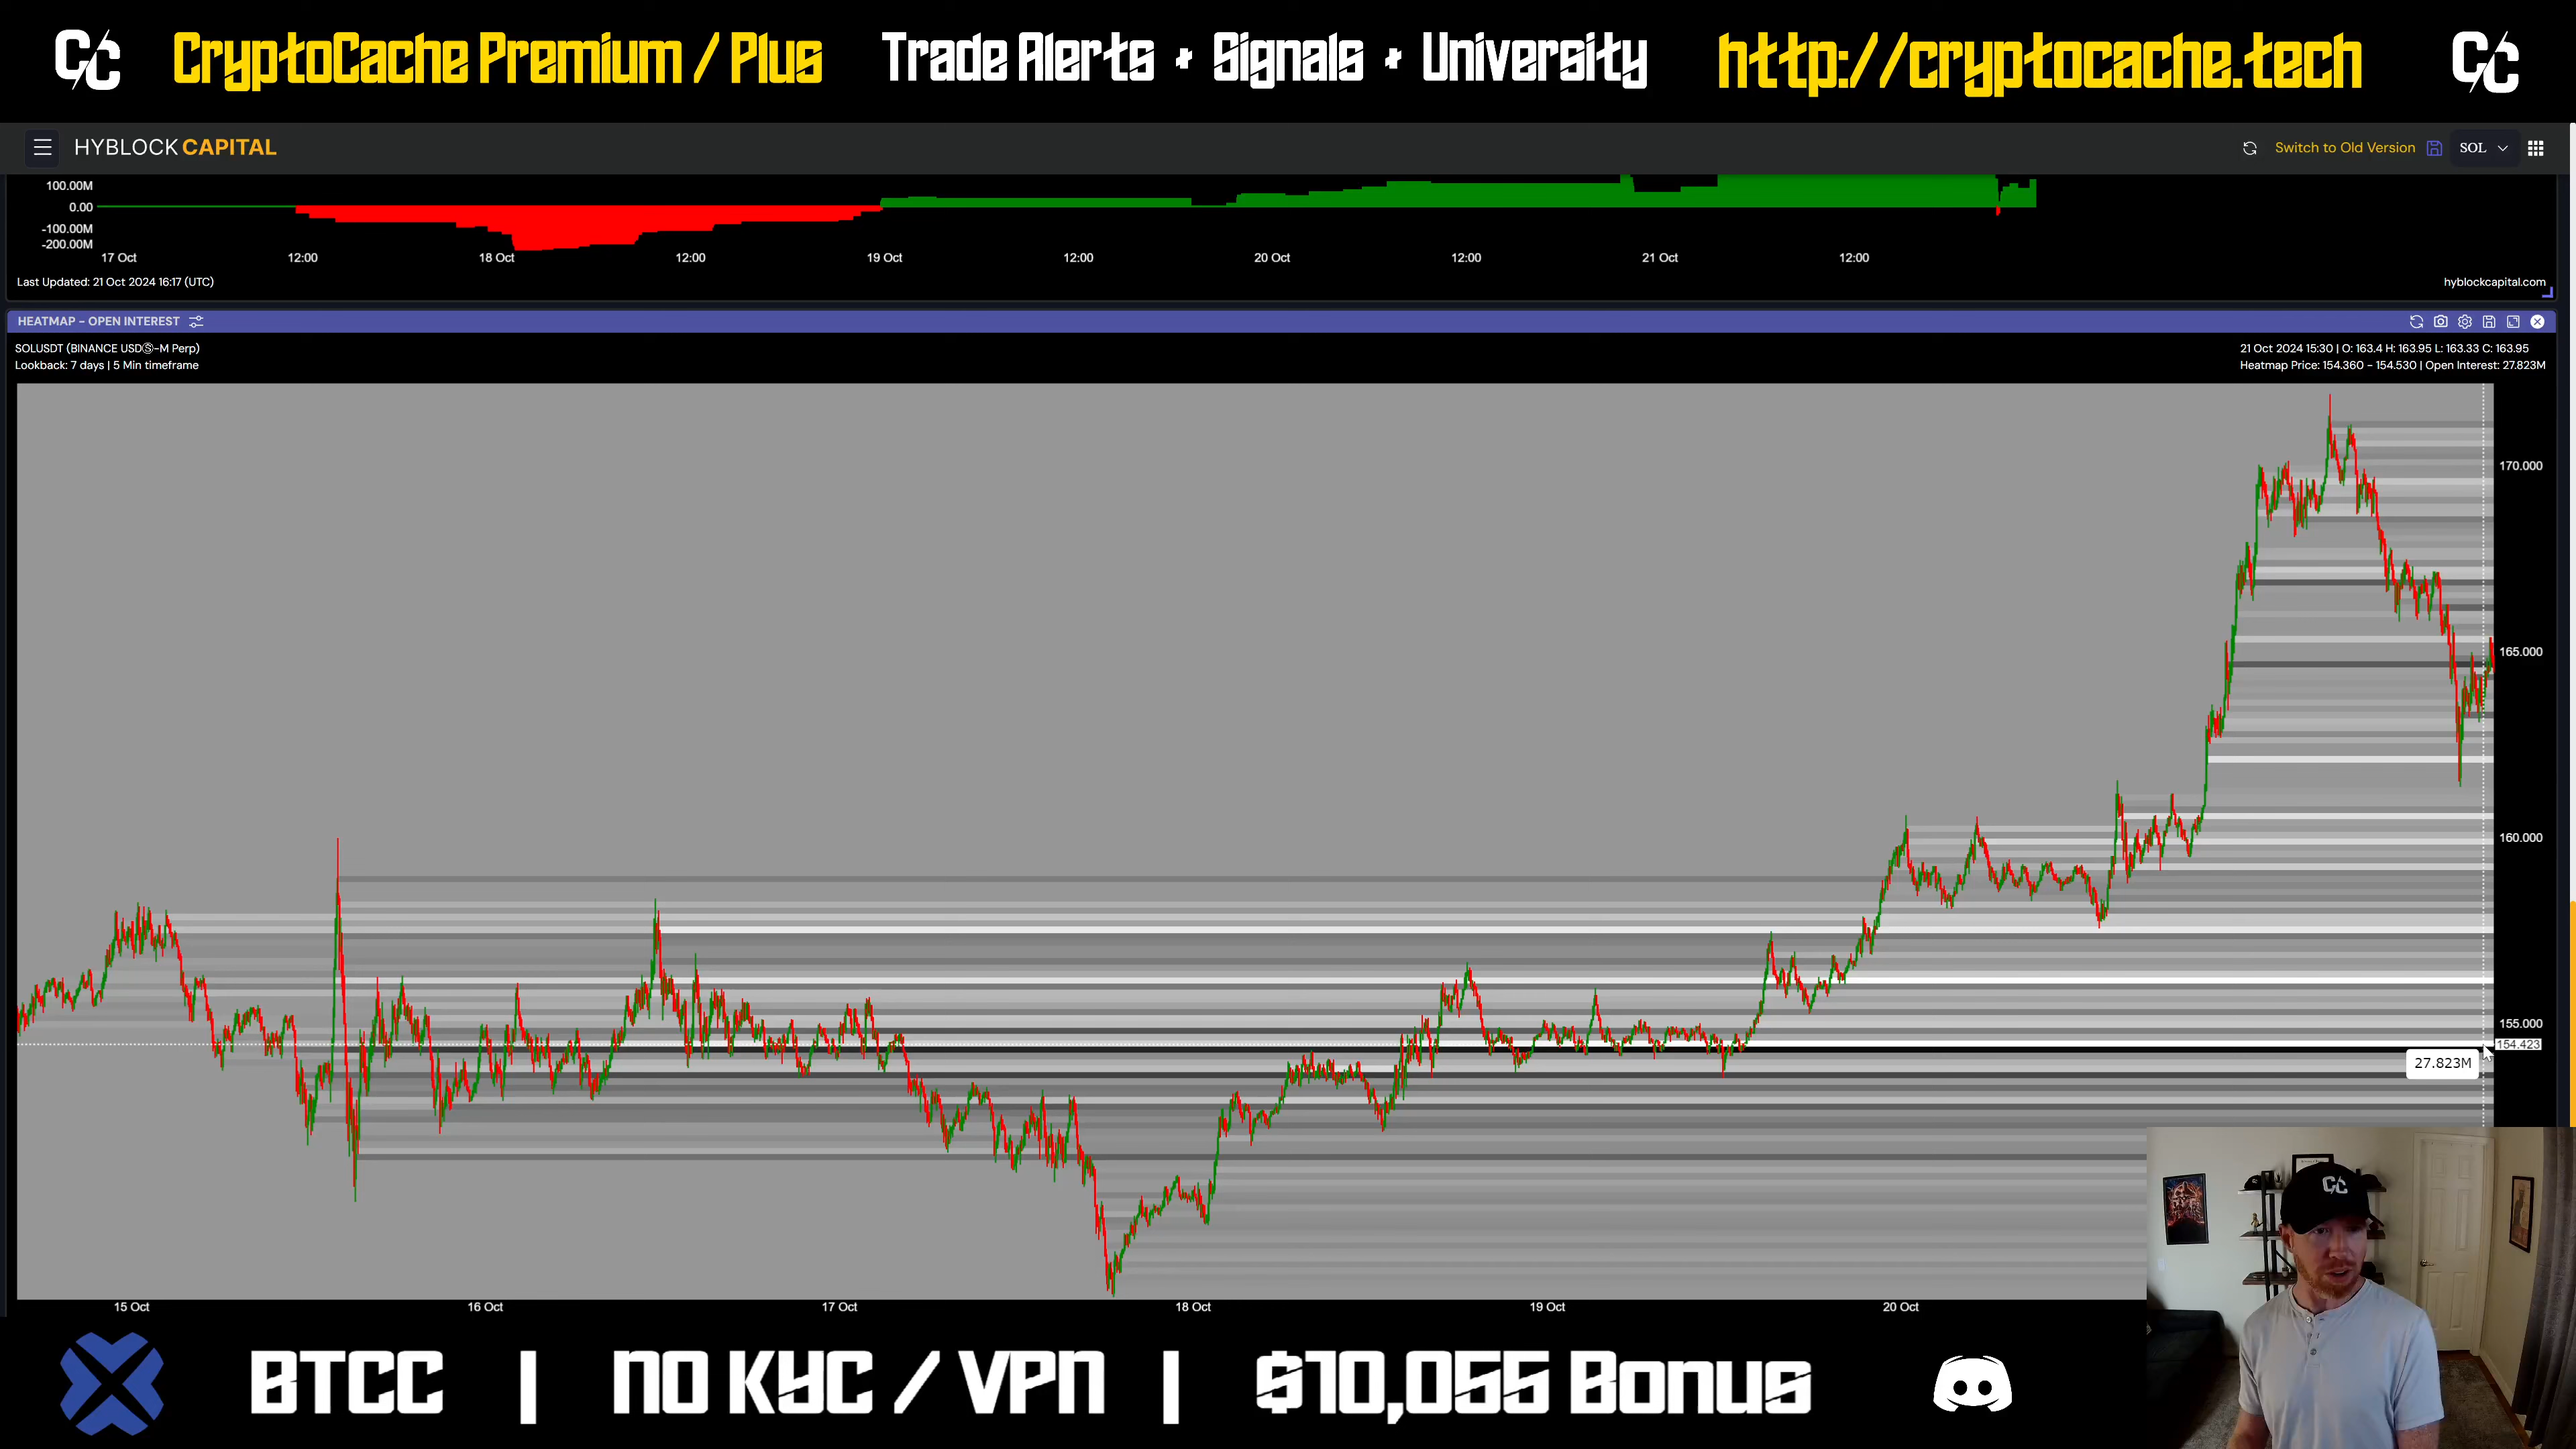 CC CryptoCache Premium / Plus Trade Alerts + Signals + University http://cryptocache.tech CC
HYBLOCK CAPITAL
Switch to Old Version SOL
100.00M
0.00
-100.00M
-200.00M
17 Oct 12:00 18 Oct 12:00 19 Oct 12:00 20 Oct 12:00 21 Oct 12:00
Last Updated: 21 Oct 2024 16:17 (UTC) hyblockcapital.com
HEATMAP - OPEN INTEREST
SOLUSDT (BINANCE USDⓈ-M Perp)
Lookback: 7 days | 5 Min timeframe
21 Oct 2024 15:30 | O: 163.4 H: 163.95 L: 163.33 C: 163.95
Heatmap Price: 154.360 - 154.530 | Open Interest: 27.823M
170.000
165.000
160.000
155.000
154.423
27.823M
15 Oct 16 Oct 17 Oct 18 Oct 19 Oct 20 Oct
CC
BTCC | NO KYC / VPN | $10,055 Bonus